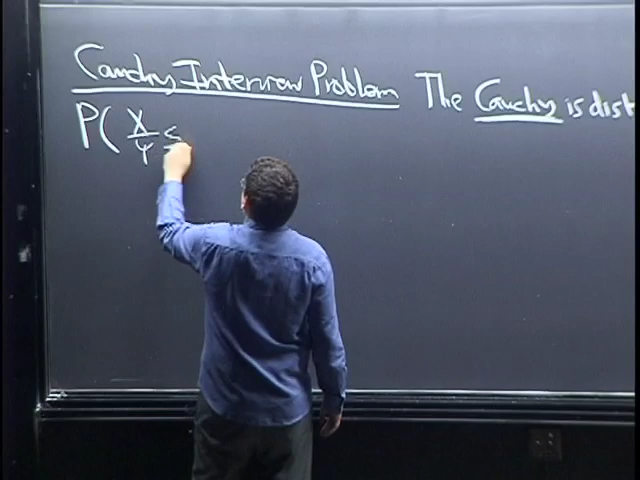 Cauchy Interview Problem The Cauchy is dist
P( X/Y ≤